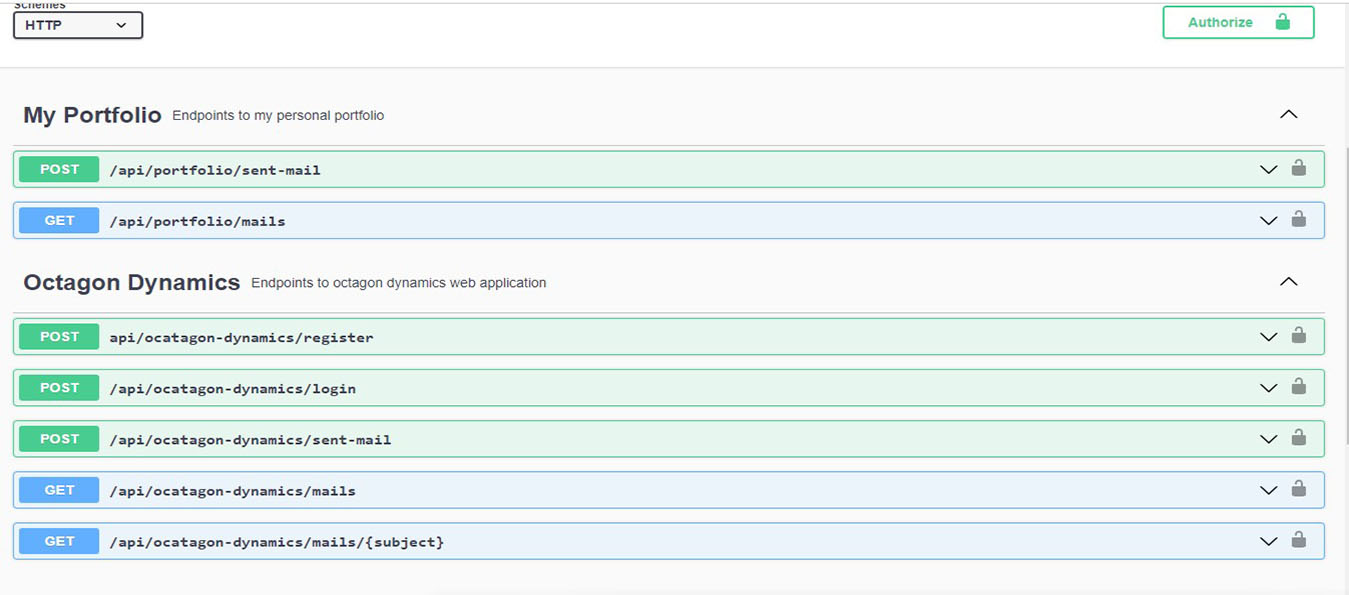 Schemes
HTTP
Authorize
My Portfolio Endpoints to my personal portfolio
POST /api/portfolio/sent-mail
GET /api/portfolio/mails
Octagon Dynamics Endpoints to octagon dynamics web application
POST api/ocatagon-dynamics/register
POST /api/ocatagon-dynamics/login
POST /api/ocatagon-dynamics/sent-mail
GET /api/ocatagon-dynamics/mails
GET /api/ocatagon-dynamics/mails/{subject}